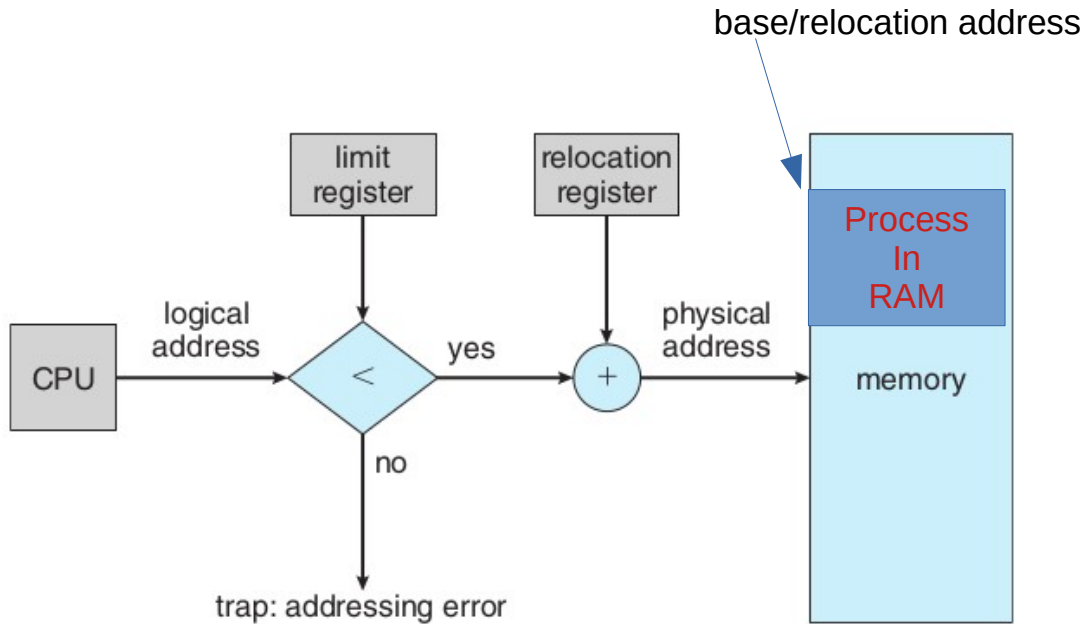 base/relocation address
limit
register
relocation
register
Process
In
RAM
logical
address
yes
physical
address
CPU
<
+
memory
no
trap: addressing error